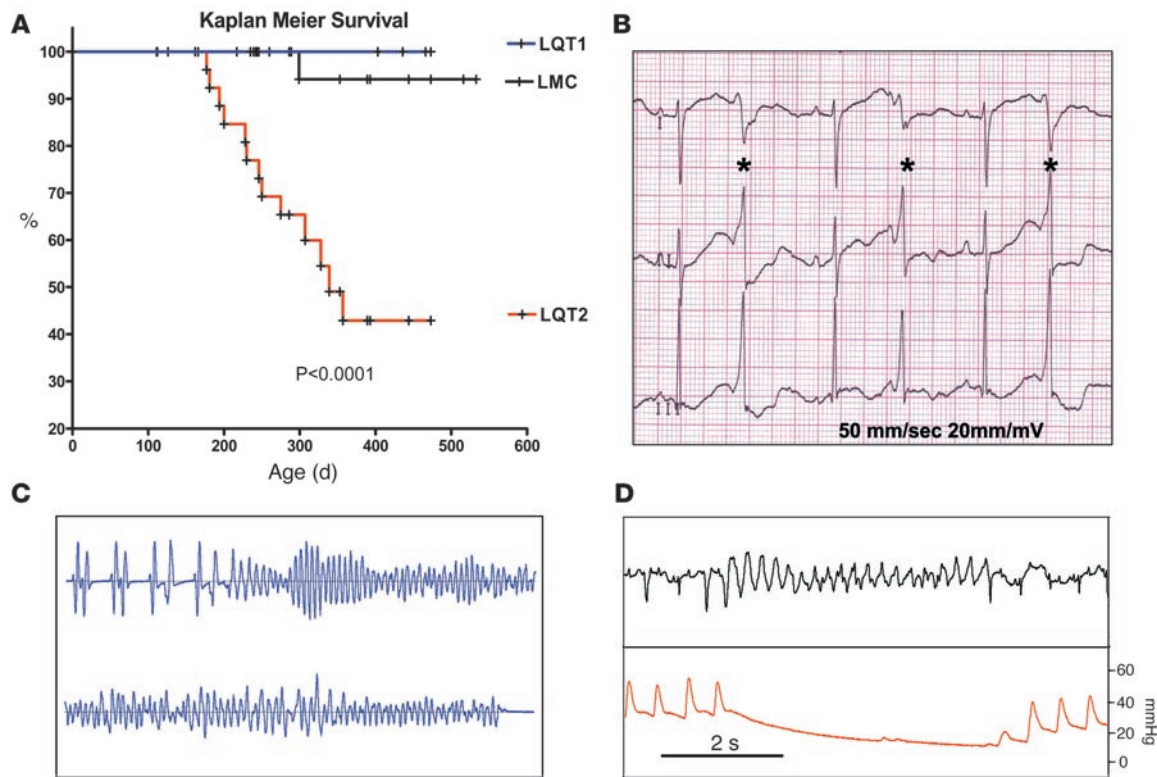 A
Kaplan Meier Survival
100
90
80
70
60
50
40
30
20
%
0
100
200
300
400
500
600
Age (d)
LQT1
LMC
LQT2
P<0.0001
B
I
*
*
*
I I
I I I
50 mm/sec 20mm/mV
C
D
60
40
20
0
mmHg
2 s